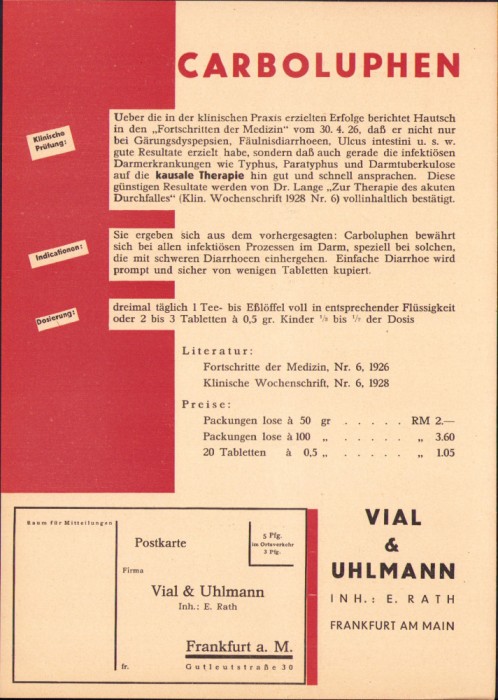 CARBOLUPHEN
Klinische
Prüfung:
Ueber die in der klinischen Praxis erzielten Erfolge berichtet Hautsch
in den „Fortschritten der Medizin“ vom 30. 4. 26, daß er nicht nur
bei Gärungsdyspepsien, Fäulnisdiarrhoeen, Ulcus intestini u. s. w.
gute Resultate erzielt habe, sondern daß auch gerade die infektiösen
Darmerkrankungen wie Typhus, Paratyphus und Darmtuberkulose
auf die kausale Therapie hin gut und schnell ansprachen. Diese
günstigen Resultate werden von Dr. Lange „Zur Therapie des akuten
Durchfalles“ (Klin. Wochenschrift 1928 Nr. 6) vollinhaltlich bestätigt.
Indicationen:
Sie ergeben sich aus dem vorhergesagten: Carboluphen bewährt
sich bei allen infektiösen Prozessen im Darm, speziell bei solchen,
die mit schweren Diarrhoeen einhergehen. Einfache Diarrhoe wird
prompt und sicher von wenigen Tabletten kupiert.
Dosierung:
dreimal täglich 1 Tee- bis Eßlöffel voll in entsprechender Flüssigkeit
oder 2 bis 3 Tabletten à 0,5 gr. Kinder bis der Dosis
Literatur:
Fortschritte der Medizin, Nr. 6, 1926
Klinische Wochenschrift, Nr. 6, 1928
Preise:
Packungen lose à 50 gr . . . . . RM 2.—
Packungen lose à 100 „ . . . . . „ 3.60
20 Tabletten à 0,5 „ . . . . . „ 1.05
Raum für Mitteilungen
Postkarte
5 Pfg.
im Ortsverkehr
3 Pfg.
Firma
Vial & Uhlmann
Inh.: E. Rath
Frankfurt a. M.
Gutleutstraße 30
fr.
VIAL
&
UHLMANN
INH.: E. RATH
FRANKFURT AM MAIN